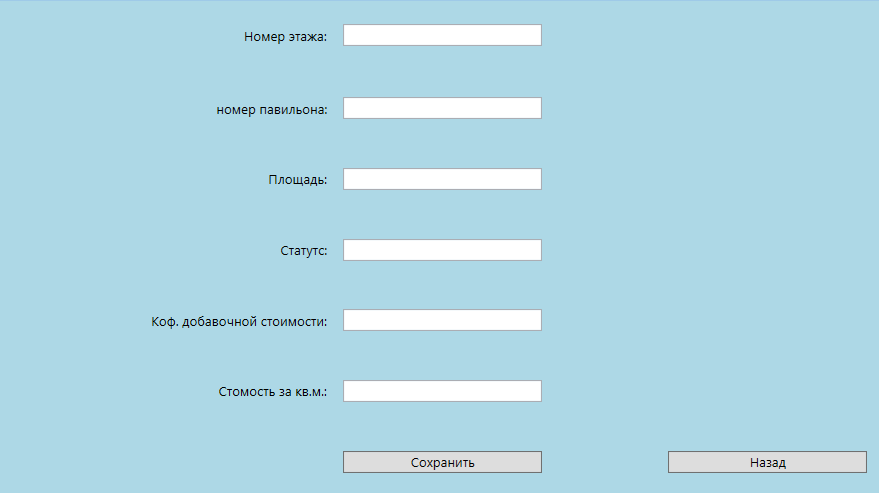 Номер этажа:
номер павильона:
Площадь:
Статутс:
Коф. добавочной стоимости:
Стомость за кв.м.:
Сохранить
Назад